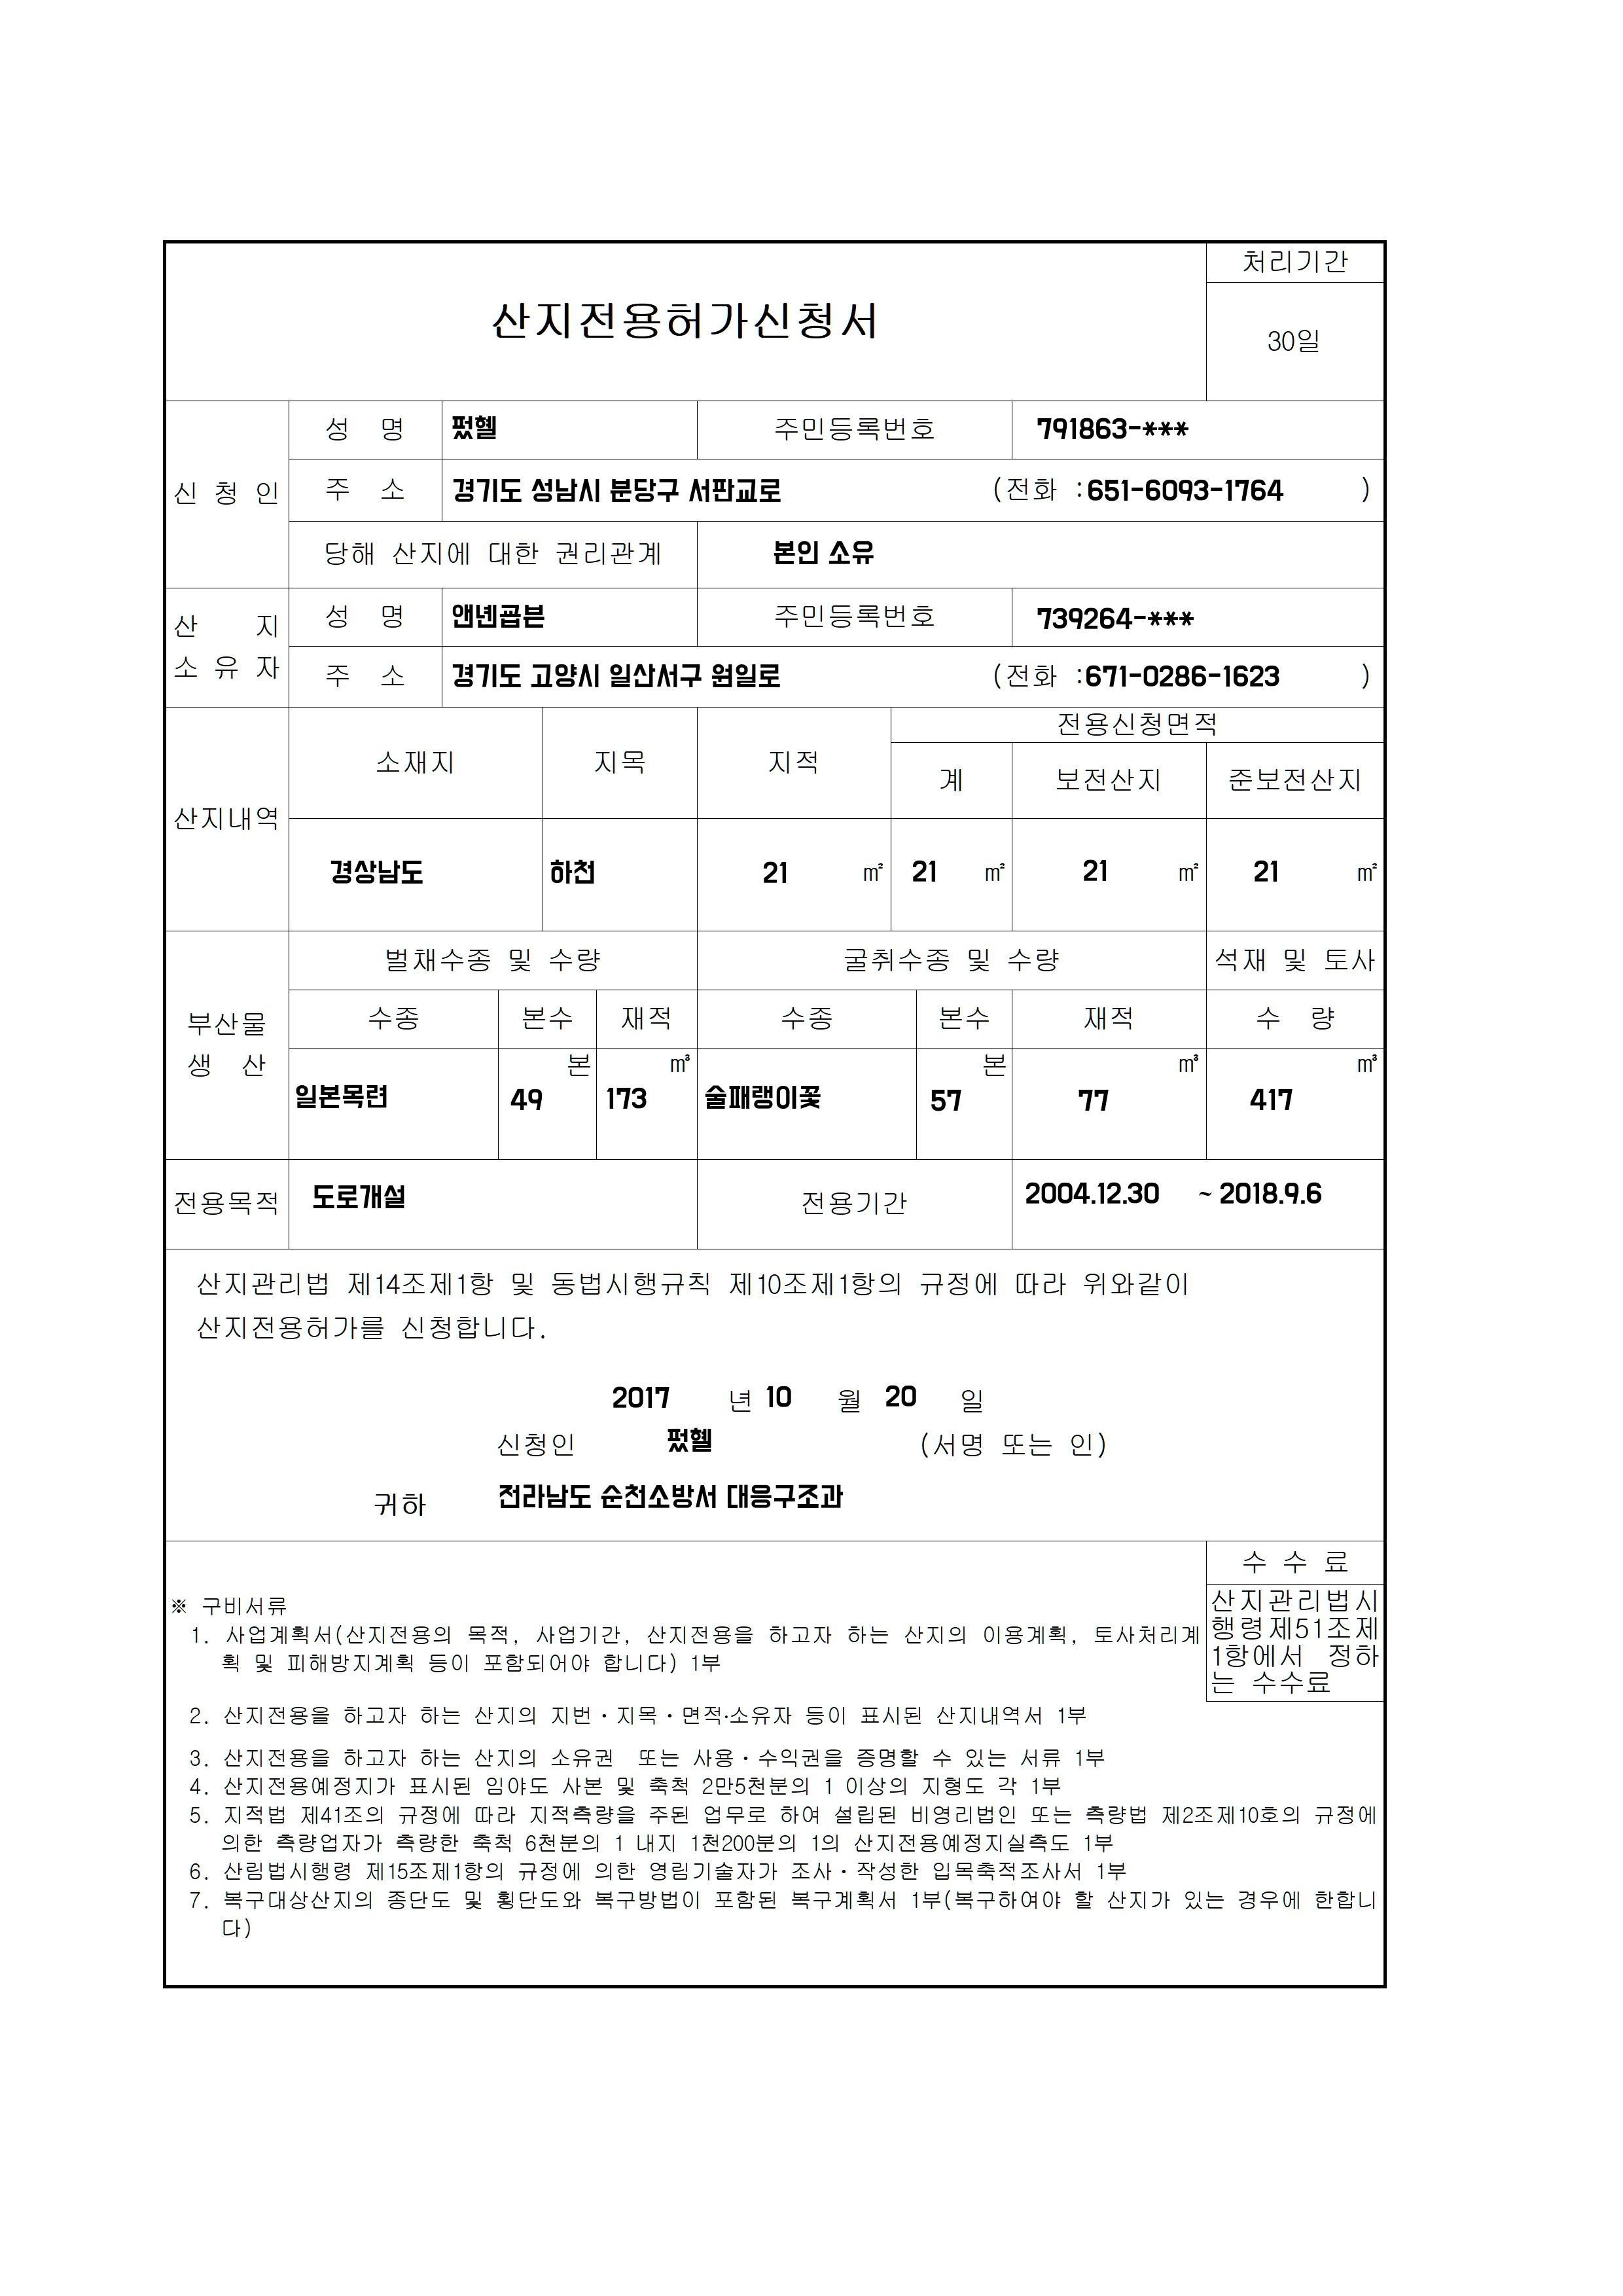 처리기간
산지전용허가신청서
30일
신 청 인
성 명 펐혤 주민등록번호 791863-***
주 소 경기도 성남시 분당구 서판교로 (전화 :651-6093-1764 )
당해 산지에 대한 권리관계 본인 소유
산 지
소 유 자
성 명 앤넨곱븐 주민등록번호 739264-***
주 소 경기도 고양시 일산서구 원일로 (전화 :671-0286-1623 )
산지내역
소재지 지목 지적 전용신청면적
계 보전산지 준보전산지
경상남도 하천 21 ㎡ 21 ㎡ 21 ㎡ 21 ㎡
부산물
생 산
벌채수종 및 수량 굴취수종 및 수량 석재 및 토사
수종 본수 재적 수종 본수 재적 수 량
본 ㎥ 본 ㎥ ㎥
일본목련 49 173 술패랭이꽃 57 77 417
전용목적 도로개설 전용기간 2004.12.30 ~ 2018.9.6
산지관리법 제14조제1항 및 동법시행규칙 제10조제1항의 규정에 따라 위와같이
산지전용허가를 신청합니다.
2017 년 10 월 20 일
신청인 펐혤 (서명 또는 인)
귀하 전라남도 순천소방서 대응구조과
수 수 료
산지관리법시
행령제51조제
1항에서 정하
는 수수료
※ 구비서류
1. 사업계획서(산지전용의 목적, 사업기간, 산지전용을 하고자 하는 산지의 이용계획, 토사처리계
획 및 피해방지계획 등이 포함되어야 합니다) 1부
2. 산지전용을 하고자 하는 산지의 지번·지목·면적·소유자 등이 표시된 산지내역서 1부
3. 산지전용을 하고자 하는 산지의 소유권 또는 사용·수익권을 증명할 수 있는 서류 1부
4. 산지전용예정지가 표시된 임야도 사본 및 축척 2만5천분의 1 이상의 지형도 각 1부
5. 지적법 제41조의 규정에 따라 지적측량을 주된 업무로 하여 설립된 비영리법인 또는 측량법 제2조제10호의 규정에
의한 측량업자가 측량한 축척 6천분의 1 내지 1천200분의 1의 산지전용예정지실측도 1부
6. 산림법시행령 제15조제1항의 규정에 의한 영림기술자가 조사·작성한 입목축적조사서 1부
7. 복구대상산지의 종단도 및 횡단도와 복구방법이 포함된 복구계획서 1부(복구하여야 할 산지가 있는 경우에 한합니
다)